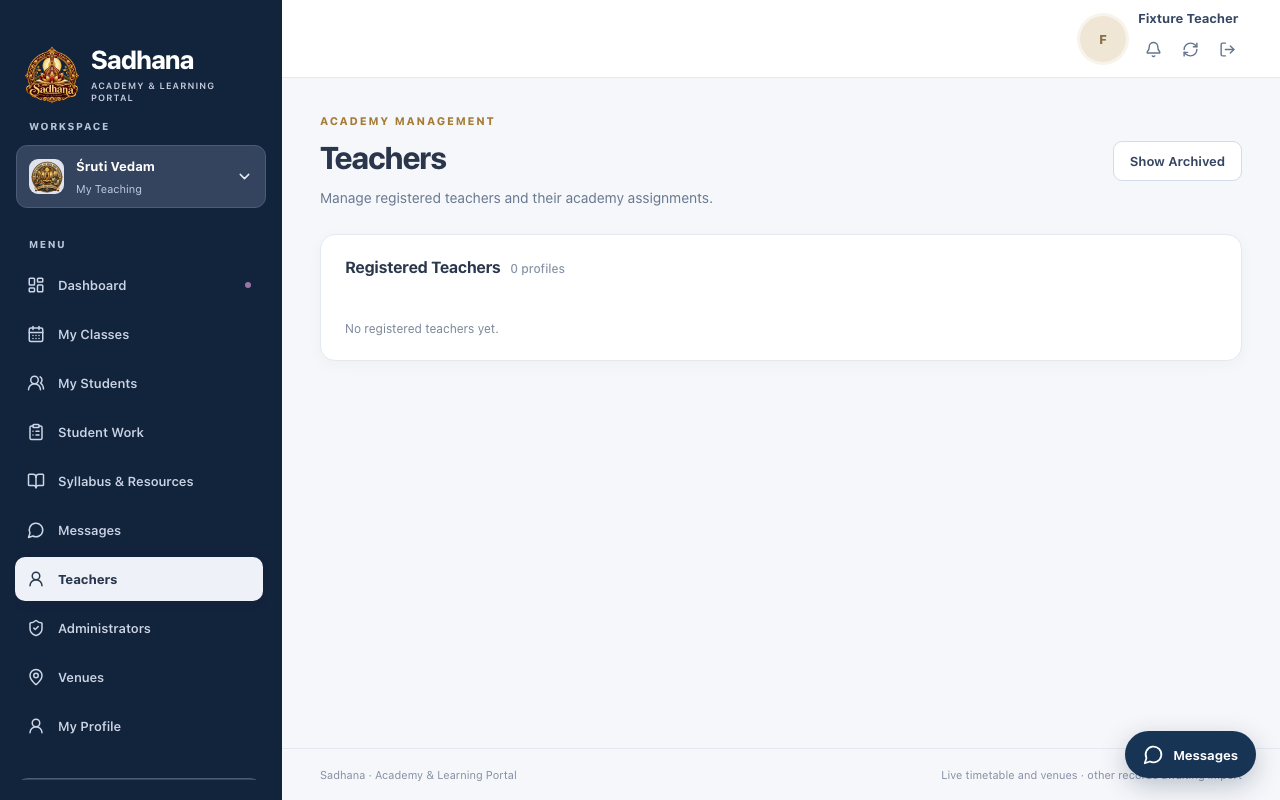 Sadhana
Sadhana
ACADEMY & LEARNING
PORTAL
WORKSPACE
Śruti Vedam
My Teaching
MENU
Dashboard
My Classes
My Students
Student Work
Syllabus & Resources
Messages
Teachers
Administrators
Venues
My Profile
F
Fixture Teacher
ACADEMY MANAGEMENT
Teachers
Show Archived
Manage registered teachers and their academy assignments.
Registered Teachers 0 profiles
No registered teachers yet.
Sadhana · Academy & Learning Portal
Live timetable and venues · other
Messages